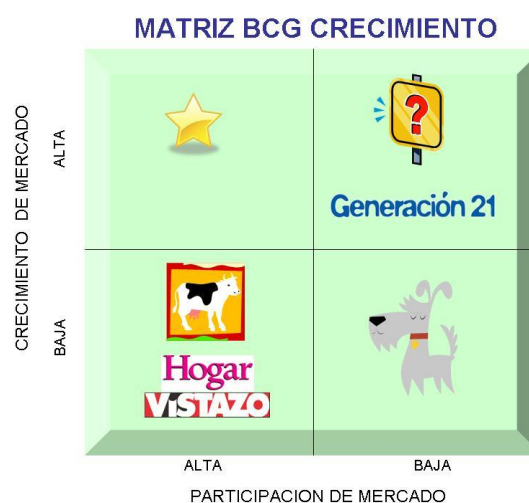 MATRIZ BCG CRECIMIENTO
CRECIMIENTO DE MERCADO
ALTA
?
Generación 21
BAJA
Hogar
ViSTAZO
ALTA
BAJA
PARTICIPACION DE MERCADO